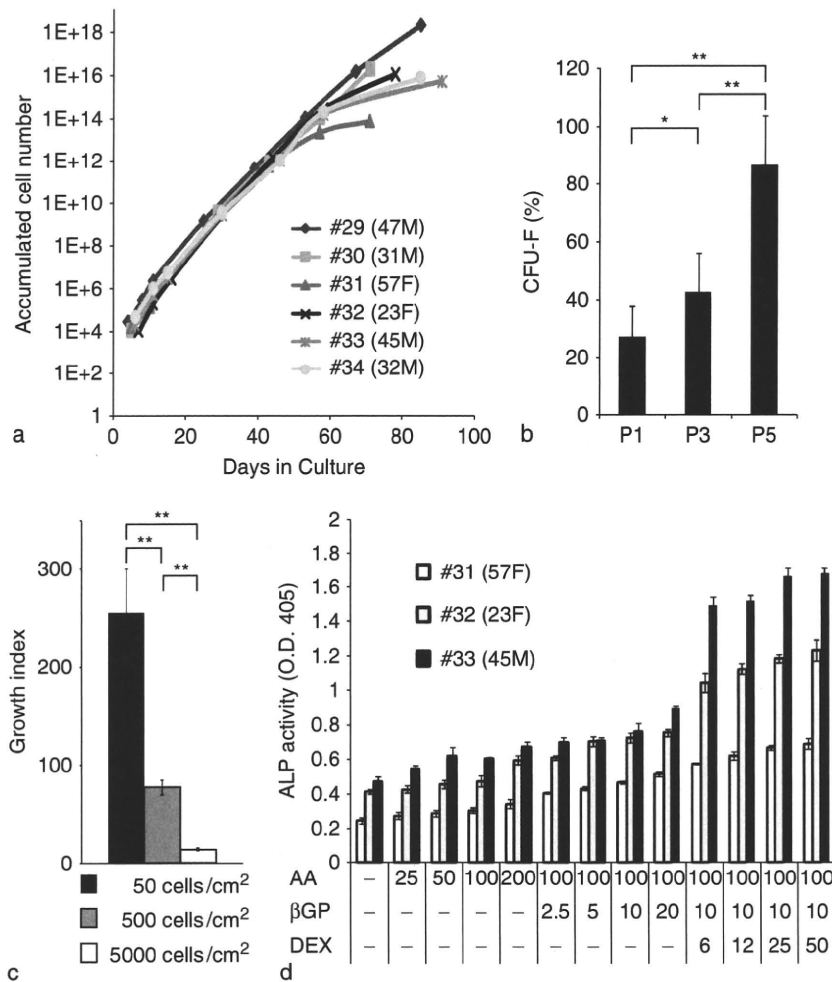 1E+18
1E+16
1E+14
1E+12
1E+10
1E+8
1E+6
1E+4
1E+2
1
Accumulated cell number
0 20 40 60 80 100
Days in Culture
#29 (47M)
#30 (31M)
#31 (57F)
#32 (23F)
#33 (45M)
#34 (32M)
a
120
100
80
60
40
20
0
CFU-F (%)
**
**
*
P1 P3 P5
b
300
200
100
0
Growth index
**
**
**
50 cells/cm²
500 cells/cm²
5000 cells/cm²
c
2
1.8
1.6
1.4
1.2
1
0.8
0.6
0.4
0.2
0
ALP activity (O.D. 405)
#31 (57F)
#32 (23F)
#33 (45M)
AA – 25 50 100 200 100 100 100 100 100 100 100 100
βGP – – – – – 2.5 5 10 20 10 10 10 10
DEX – – – – – – – – – 6 12 25 50
d